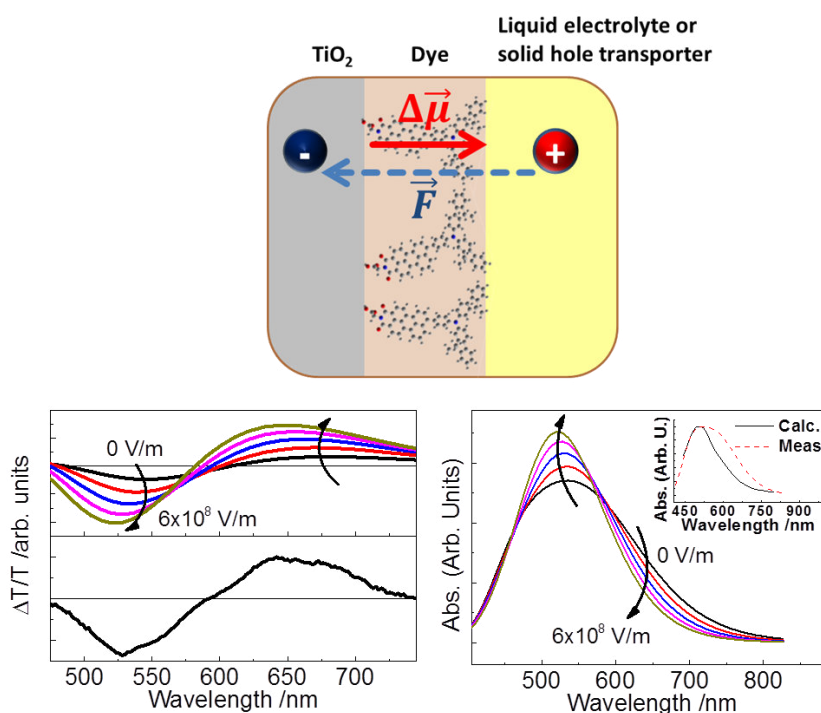 TiO₂
Dye
Liquid electrolyte or
solid hole transporter
Δμ⃗
-
+
F⃗
0 V/m
6x10⁸ V/m
ΔT/T /arb. units
500 550 600 650 700
Wavelength /nm
Abs. (Arb. Units)
0 V/m
6x10⁸ V/m
500 600 700 800
Wavelength /nm
Abs. (Arb. U.)
Calc.
Meas
450 600 750 900
Wavelength /nm